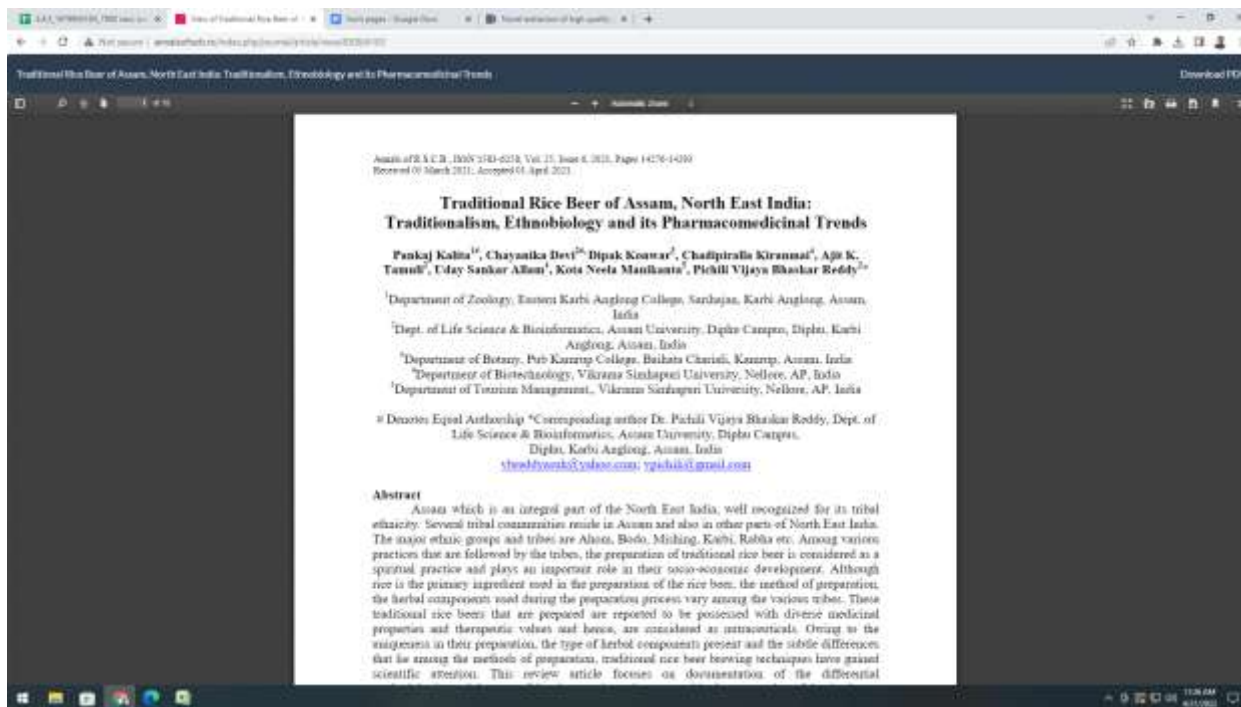 Not secure
Traditional Rice Beer of Assam, North East India: Traditionalism, Ethnobiology and its Pharmacomedicinal Trends
Download PDF
Annals of R.S.C.B., ISSN:1583-6258, Vol. 25, Issue 6, 2021, Pages
Received 05 March 2021; Accepted 01 April 2021.
Traditional Rice Beer of Assam, North East India:
Traditionalism, Ethnobiology and its Pharmacomedicinal Trends
Pankaj Kalita, Chayanika Devi, Dipak Konwar, Chadipiralla Kiranmai, Ajit K.
Tamuli, Uday Sankar Allam, Kota Neela Manikanta, Pichili Vijaya Bhaskar Reddy
Department of Zoology, Eastern Karbi Anglong College, Sarihajan, Karbi Anglong, Assam,
India
Dept. of Life Science & Bioinformatics, Assam University, Diphu Campus, Diphu, Karbi
Anglong, Assam, India
Department of Botany, Pub Kamrup College, Baihata Chariali, Kamrup, Assam, India
Department of Biotechnology, Vikrama Simhapuri University, Nellore, AP, India
Department of Tourism Management, Vikrama Simhapuri University, Nellore, AP, India
# Denotes Equal Authorship *Corresponding author Dr. Pichili Vijaya Bhaskar Reddy, Dept. of
Life Science & Bioinformatics, Assam University, Diphu Campus,
Diphu, Karbi Anglong, Assam, India
Abstract
Assam which is an integral part of the North East India, well recognized for its tribal
ethnicity. Several tribal communities reside in Assam and also in other parts of North East India.
The major ethnic groups and tribes are Ahom, Bodo, Mishing, Karbi, Rabha etc. Among various
practices that are followed by the tribes, the preparation of traditional rice beer is considered as a
spiritual practice and plays an important role in their socio-economic development. Although
rice is the primary ingredient used in the preparation of the rice beer, the method of preparation,
the herbal components used during the preparation process vary among the various tribes. These
traditional rice beers that are prepared are reported to be possessed with diverse medicinal
properties and therapeutic values and hence, are considered as nutraceuticals. Owing to the
uniqueness in their preparation, the type of herbal components present and the subtle differences
that lie among the methods of preparation, traditional rice beer brewing techniques have gained
scientific attention. This review article focuses on documentation of the differential